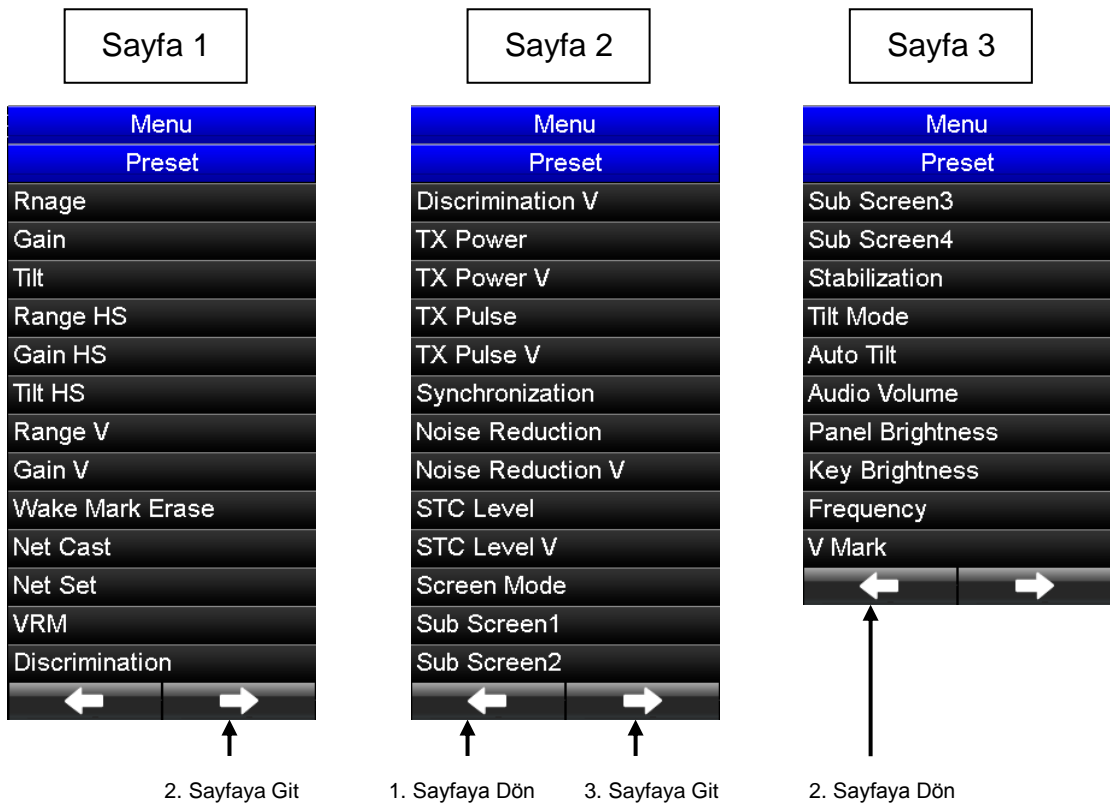 Sayfa 1
Menu
Preset
Rnage
Gain
Tilt
Range HS
Gain HS
Tilt HS
Range V
Gain V
Wake Mark Erase
Net Cast
Net Set
VRM
Discrimination
2. Sayfaya Git
Sayfa 2
Menu
Preset
Discrimination V
TX Power
TX Power V
TX Pulse
TX Pulse V
Synchronization
Noise Reduction
Noise Reduction V
STC Level
STC Level V
Screen Mode
Sub Screen1
Sub Screen2
1. Sayfaya Dön
3. Sayfaya Git
Sayfa 3
Menu
Preset
Sub Screen3
Sub Screen4
Stabilization
Tilt Mode
Auto Tilt
Audio Volume
Panel Brightness
Key Brightness
Frequency
V Mark
2. Sayfaya Dön